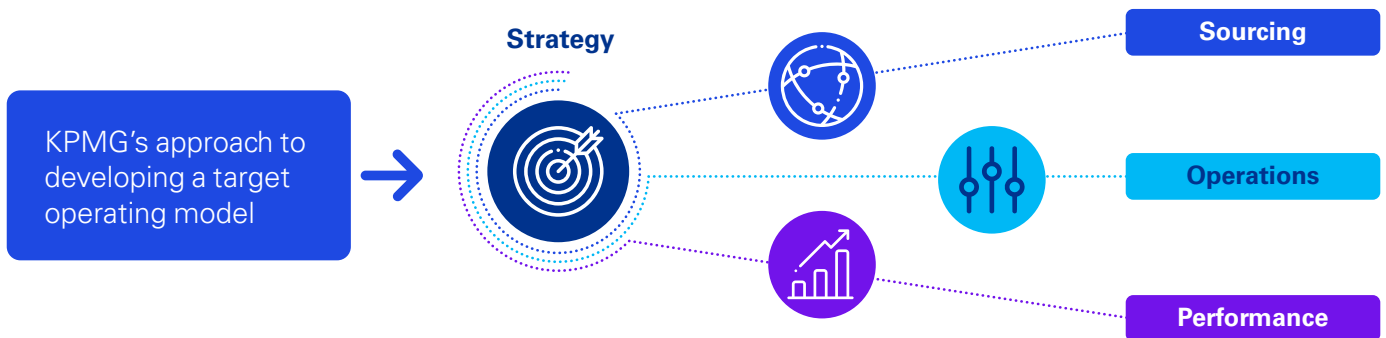 KPMG’s approach to
developing a target
operating model
Strategy
Sourcing
Operations
Performance